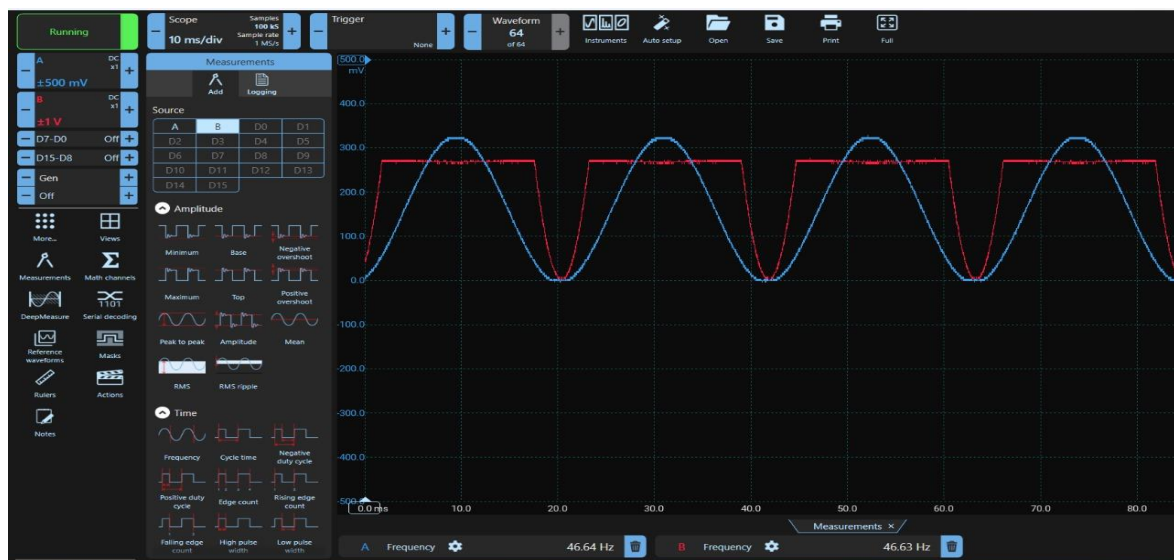 Running
Scope
10 ms/div
Samples
100 kS
Sample rate
1 MS/s
Trigger
None
Waveform
64
of 64
Instruments
Auto setup
Open
Save
Print
Full
A
DC
x1
±500 mV
B
DC
x1
±1 V
D7-D0 Off
D15-D8 Off
Gen
Off
More...
Views
Measurements
Math channels
DeepMeasure
Serial decoding
1101
Reference
waveforms
Masks
Rulers
Actions
Notes
Measurements
Add
Logging
Source
A B D0 D1
D2 D3 D4 D5
D6 D7 D8 D9
D10 D11 D12 D13
D14 D15
Amplitude
Minimum
Base
Negative
overshoot
Maximum
Top
Positive
overshoot
Peak to peak
Amplitude
Mean
RMS
RMS ripple
Time
Frequency
Cycle time
Negative
duty cycle
Positive duty
cycle
Edge count
Rising edge
count
Falling edge
count
High pulse
width
Low pulse
width
500.0
mV
400.0
300.0
200.0
100.0
0.0
-100.0
-200.0
-300.0
-400.0
-500.0
0.0 ms
10.0
20.0
30.0
40.0
50.0
60.0
70.0
80.0
Measurements ×
A Frequency 46.64 Hz
B Frequency 46.63 Hz